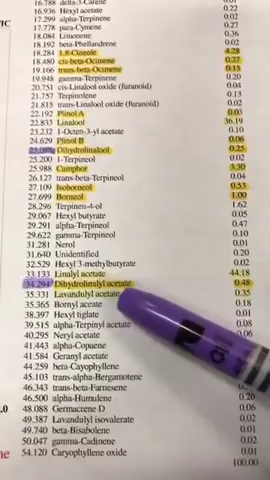 16.788 delta-3-Carene
16.936 Hexyl acetate 0.22
17.299 alpha-Terpinene 0.02
17.778 para-Cymene 0.27
18.084 Limonene 0.36
18.192 beta-Phellandrene 0.02
18.284 1,8-Cineole 4.28
18.480 cis-beta-Ocimene 0.27
19.166 trans-beta-Ocimene 0.15
19.948 gamma-Terpinene 0.20
20.751 cis-Linalool oxide (furanoid) 0.04
21.757 Terpinolene 0.13
21.815 trans-Linalool oxide (furanoid) 0.02
22.192 Plinol A 0.03
22.833 Linalool 36.19
23.232 1-Octen-3-yl acetate 0.10
24.629 Plinol B 0.06
Dihydrolinalool 0.25
25.200 1-Terpineol 0.02
25.988 Camphor 3.30
26.127 trans-beta-Terpineol 0.04
27.109 Isoborneol 0.53
27.699 Borneol 1.00
28.296 Terpinen-4-ol 1.62
29.067 Hexyl butyrate 0.05
29.291 alpha-Terpineol 0.47
29.622 gamma-Terpineol 0.10
31.281 Nerol 0.01
31.640 Unidentified 0.20
32.529 Hexyl 3-methylbutyrate 0.02
33.133 Linalyl acetate 44.18
34.294 Dihydrolinalyl acetate 0.48
35.331 Lavandulyl acetate 0.35
35.365 Bornyl aceate 0.18
38.397 Hexyl tiglate 0.01
39.515 alpha-Terpinyl acetate 0.08
40.295 Neryl acetate
41.443 alpha-Copaene
41.584 Geranyl acetate
44.259 beta-Cayophyllene
45.103 trans-alpha-Bergamotene
46.343 trans-beta-Farnesene
46.500 alpha-Humulene 0.20
48.088 Germacrene D 0.06
49.387 Lavandulyl isovalerate 0.02
49.740 beta-Bisabolene 0.01
50.047 gamma-Cadinene 0.02
54.120 Caryophyllene oxide 0.01
100.00